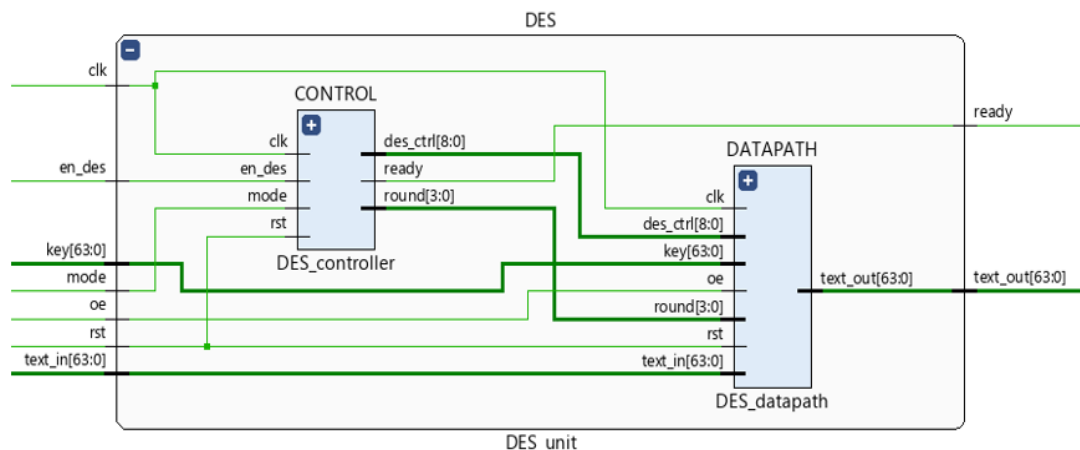 DES
clk
CONTROL
clk
des_ctrl[8:0]
ready
en_des
en_des
ready
DATAPATH
mode
round[3:0]
clk
rst
des_ctrl[8:0]
key[63:0]
DES_controller
key[63:0]
mode
oe
text_out[63:0]
text_out[63:0]
oe
round[3:0]
rst
rst
text_in[63:0]
text_in[63:0]
DES_datapath
DES unit